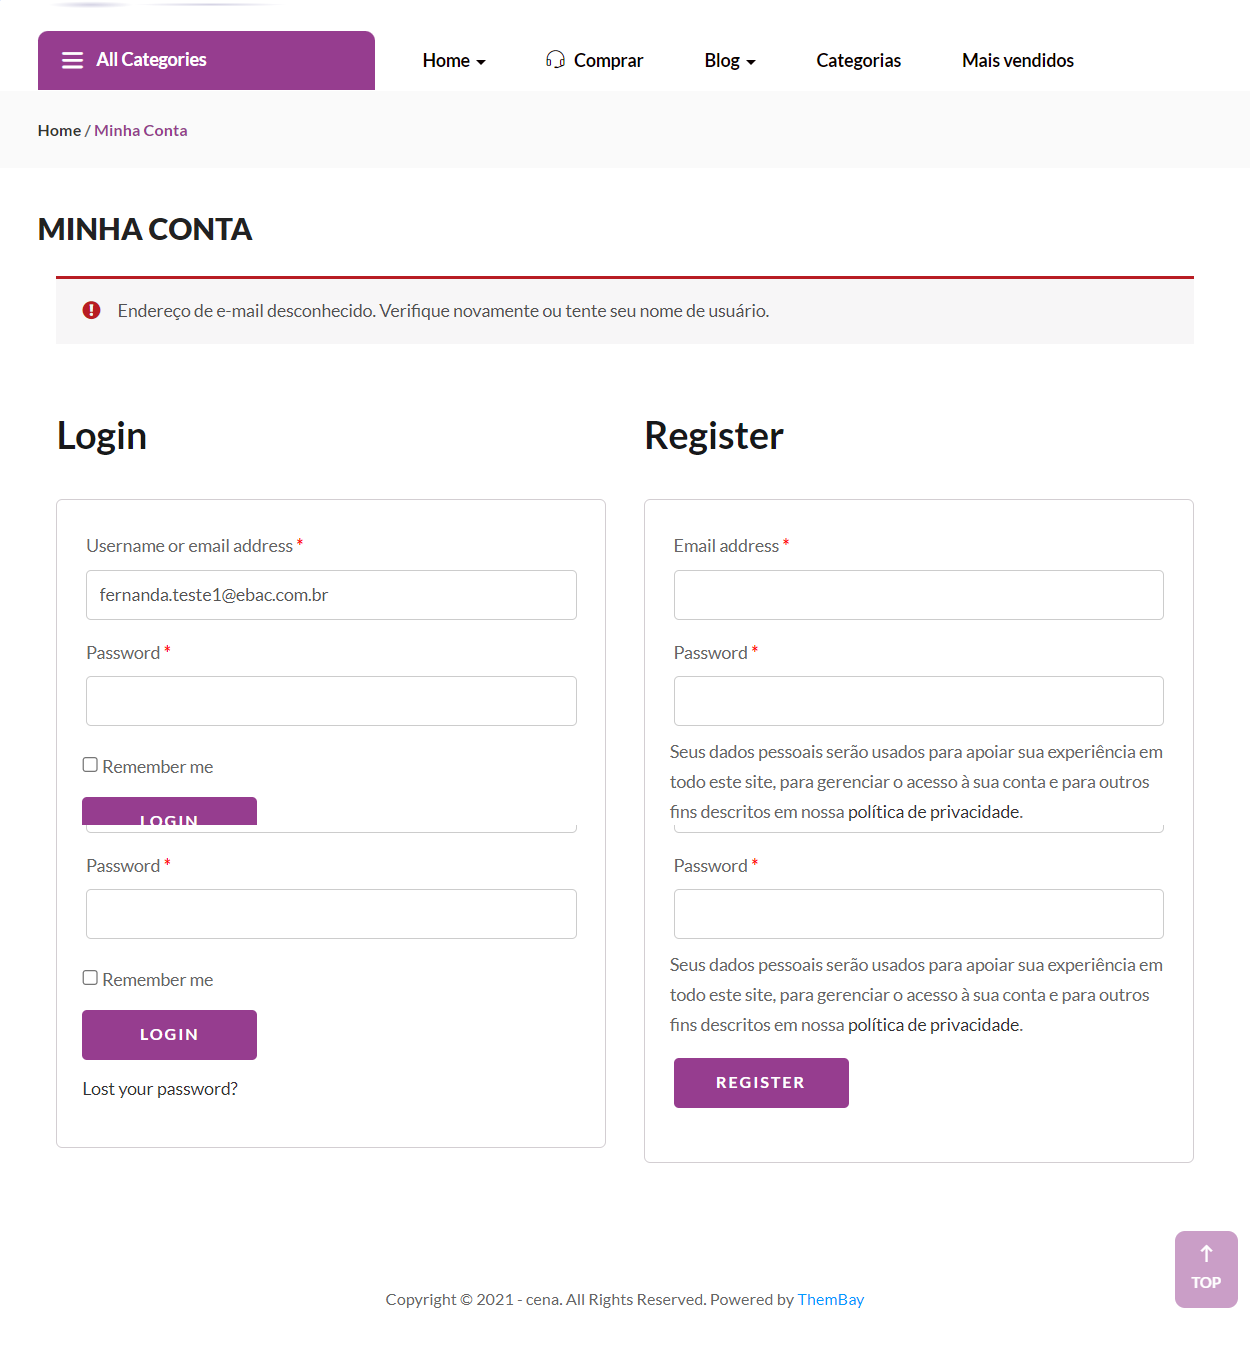 All Categories
Home
Comprar
Blog
Categorias
Mais vendidos
Home / Minha Conta
MINHA CONTA
Endereço de e-mail desconhecido. Verifique novamente ou tente seu nome de usuário.
Login
Username or email address *
fernanda.teste1@ebac.com.br
Password *
Remember me
LOGIN
Password *
Remember me
LOGIN
Lost your password?
Register
Email address *
Password *
Seus dados pessoais serão usados para apoiar sua experiência em
todo este site, para gerenciar o acesso à sua conta e para outros
fins descritos em nossa política de privacidade.
Password *
Seus dados pessoais serão usados para apoiar sua experiência em
todo este site, para gerenciar o acesso à sua conta e para outros
fins descritos em nossa política de privacidade.
REGISTER
TOP
Copyright © 2021 - cena. All Rights Reserved. Powered by ThemBay